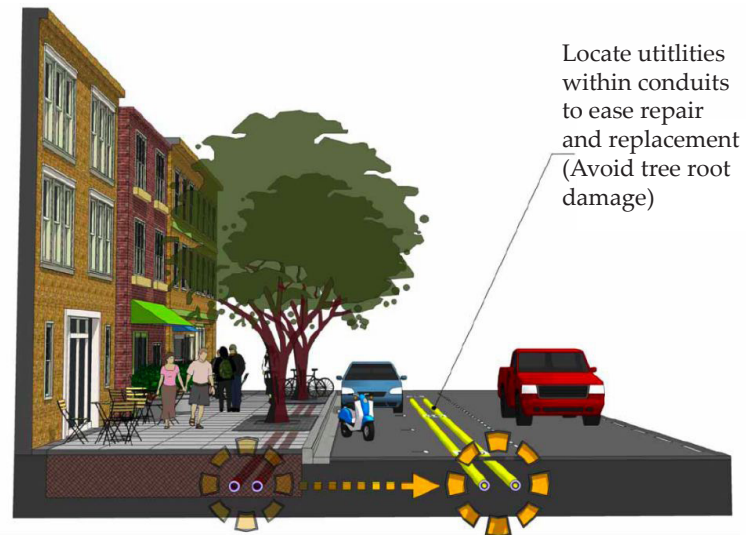 Locate utitlities
within conduits
to ease repair
and replacement
(Avoid tree root
damage)